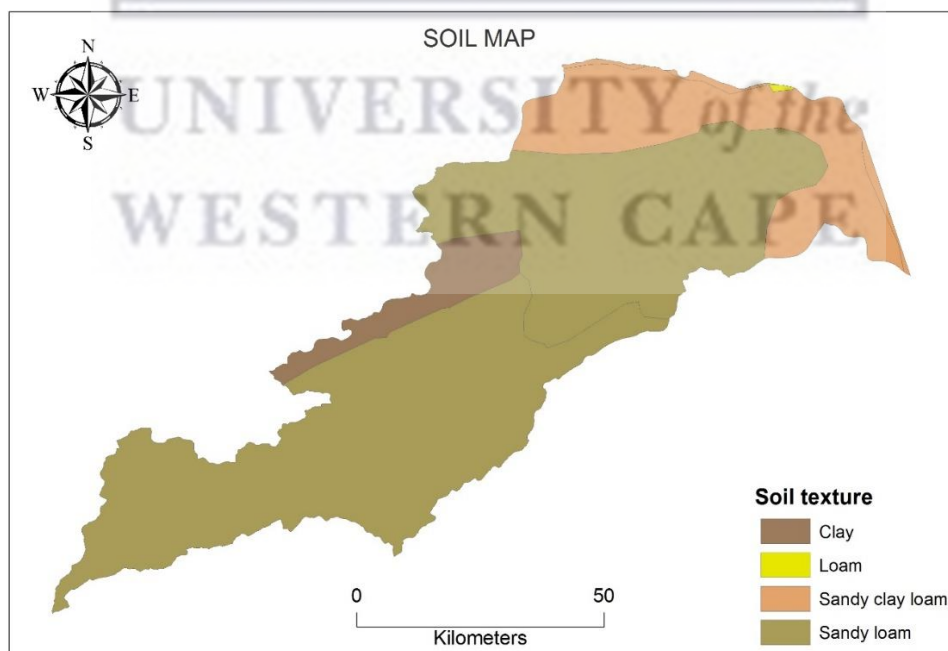 SOIL MAP
N
W E
S
UNIVERSITY of the
WESTERN CAPE
Soil texture
Clay
Loam
Sandy clay loam
Sandy loam
0 50
Kilometers